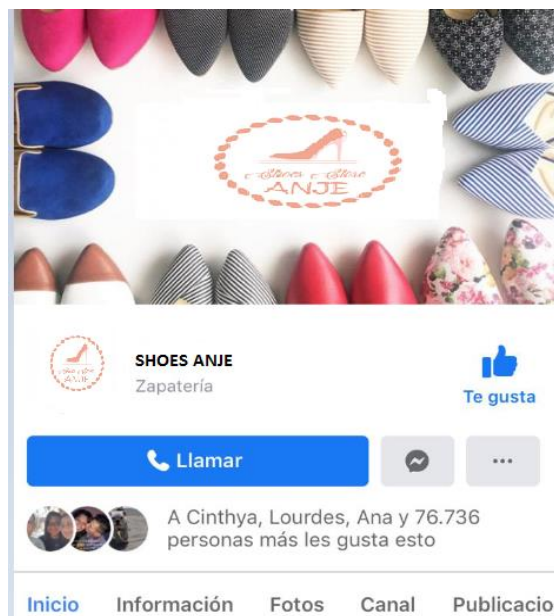 Shoes Store
ANJE
SHOES ANJE
Zapatería
Te gusta
Llamar
A Cinthya, Lourdes, Ana y 76.736
personas más les gusta esto
Inicio Información Fotos Canal Publicacio